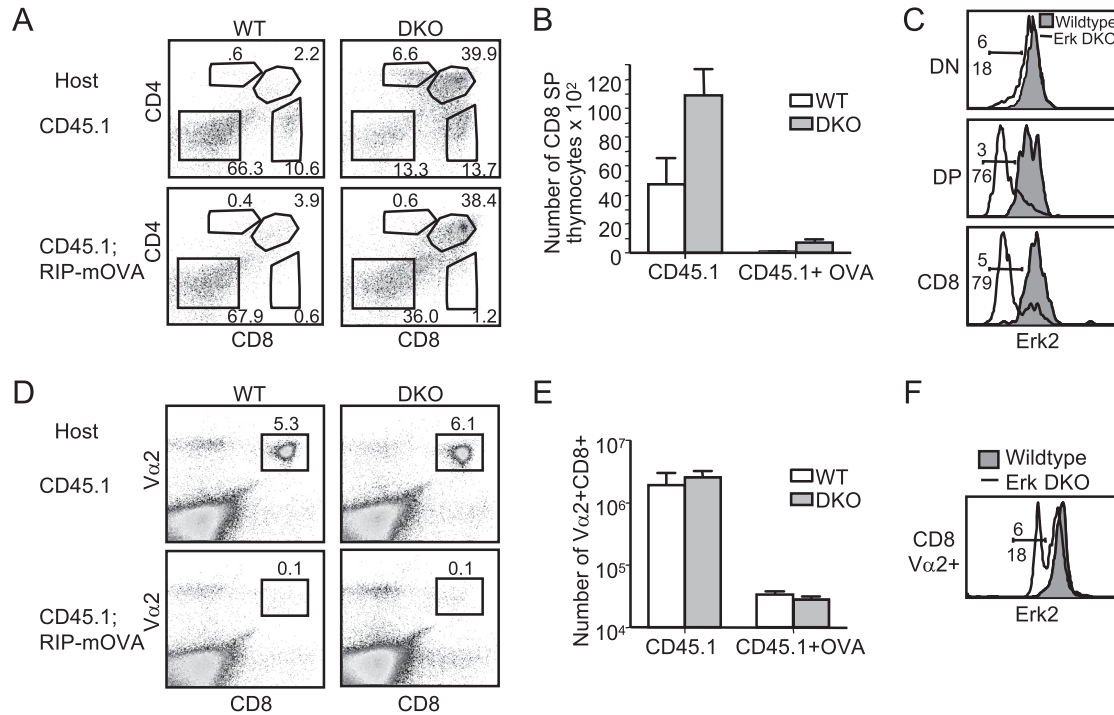 A
WT
DKO
Host
CD45.1
CD4
.6
2.2
66.3
10.6
6.6
39.9
13.3
13.7
CD45.1;
RIP-mOVA
CD4
0.4
3.9
67.9
0.6
0.6
38.4
36.0
1.2
CD8
CD8
B
Number of CD8 SP
thymocytes x 10²
120
100
80
60
40
20
0
WT
DKO
CD45.1
CD45.1+ OVA
C
Wildtype
Erk DKO
DN
6
18
DP
3
76
CD8
5
79
Erk2
D
WT
DKO
Host
CD45.1
Vα2
5.3
6.1
CD45.1;
RIP-mOVA
Vα2
0.1
0.1
CD8
CD8
E
Number of Vα2+CD8+
10⁷
10⁶
10⁵
10⁴
WT
DKO
CD45.1
CD45.1+OVA
F
Wildtype
Erk DKO
CD8
Vα2+
6
18
Erk2